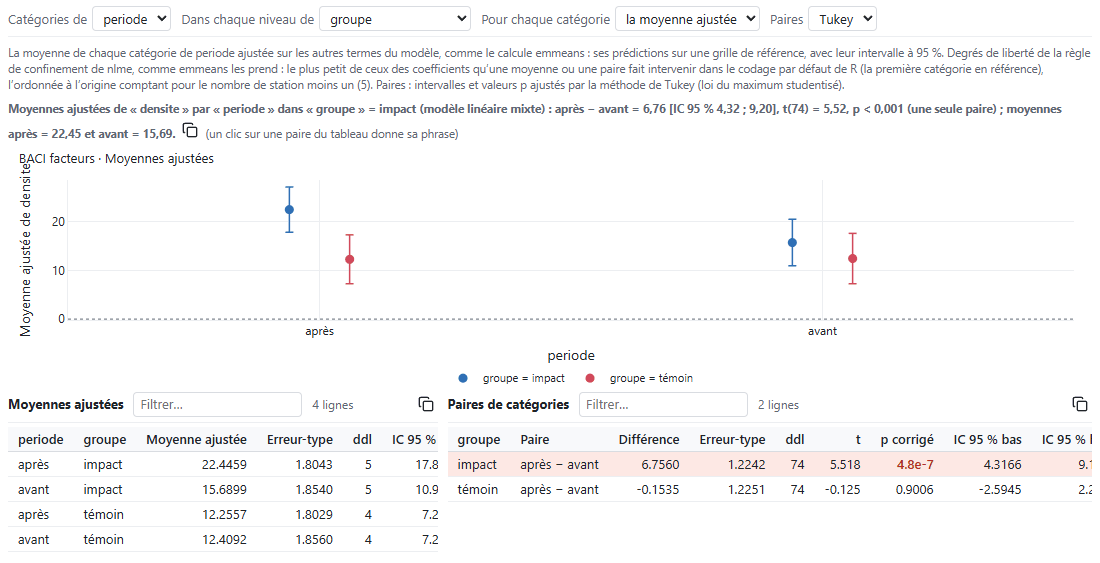 Catégories de periode Dans chaque niveau de groupe Pour chaque catégorie la moyenne ajustée Paires Tukey
La moyenne de chaque catégorie de periode ajustée sur les autres termes du modèle, comme le calcule emmeans : ses prédictions sur une grille de référence, avec leur intervalle à 95 %. Degrés de liberté de la règle
de confinement de nlme, comme emmeans les prend : le plus petit de ceux des coefficients qu'une moyenne ou une paire fait intervenir dans le codage par défaut de R (la première catégorie en référence),
l'ordonnée à l'origine comptant pour le nombre de station moins un (5). Paires : intervalles et valeurs p ajustés par la méthode de Tukey (loi du maximum studentisé).
Moyennes ajustées de « densite » par « periode » dans « groupe » = impact (modèle linéaire mixte) : après − avant = 6,76 [IC 95 % 4,32 ; 9,20], t(74) = 5,52, p < 0,001 (une seule paire) ; moyennes
après = 22,45 et avant = 15,69. (un clic sur une paire du tableau donne sa phrase)
BACI facteurs · Moyennes ajustées
Moyenne ajustée de densite
20
10
0
après avant
periode
groupe = impact groupe = témoin
Moyennes ajustées Filtrer... 4 lignes
periode groupe Moyenne ajustée Erreur-type ddl IC 95 %
après impact 22.4459 1.8043 5 17.8
avant impact 15.6899 1.8540 5 10.9
après témoin 12.2557 1.8029 4 7.2
avant témoin 12.4092 1.8560 4 7.2
Paires de catégories Filtrer... 2 lignes
groupe Paire Différence Erreur-type ddl t p corrigé IC 95 % bas IC 95 %
impact après − avant 6.7560 1.2242 74 5.518 4.8e-7 4.3166 9.1
témoin après − avant -0.1535 1.2251 74 -0.125 0.9006 -2.5945 2.2